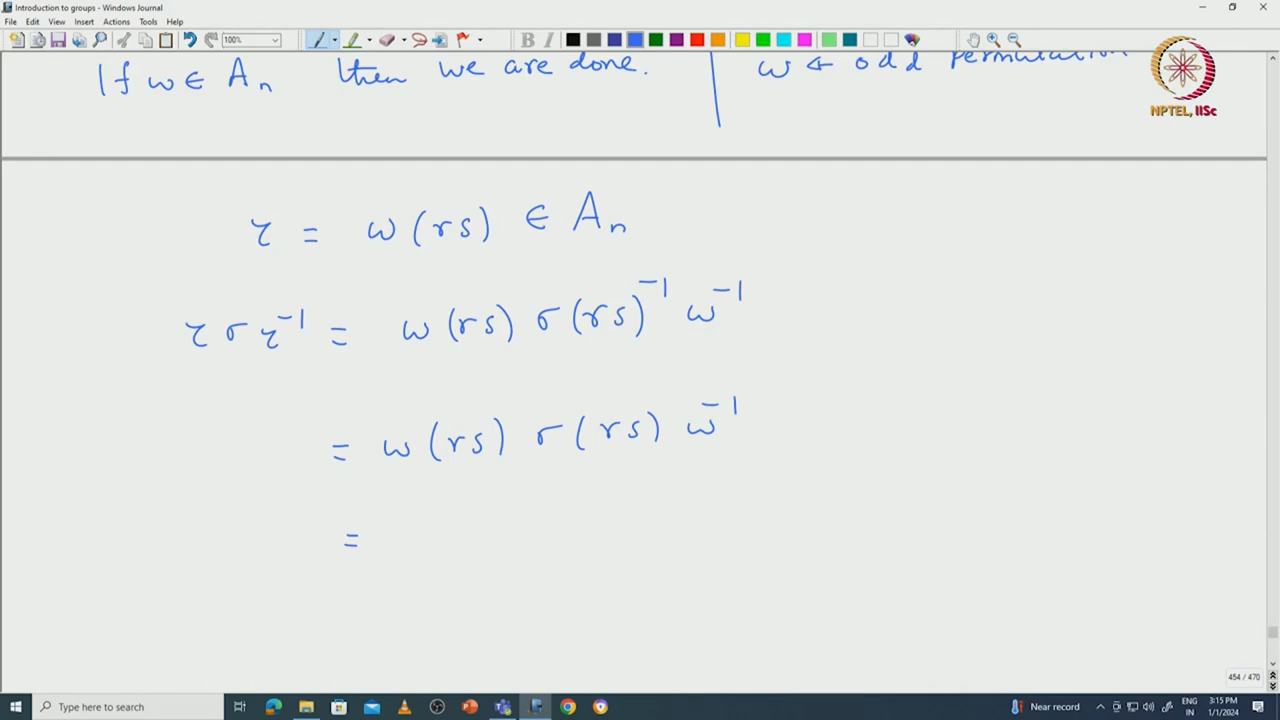 Introduction to groups - Windows Journal
File Edit View Insert Actions Tools Help
100%
If ω ∈ Aₙ then we are done.
ω ← odd permutation
NPTEL, IISc
τ = ω (rs) ∈ Aₙ
τ σ τ⁻¹ = ω (rs) σ (rs)⁻¹ ω⁻¹
= ω (rs) σ (rs) ω⁻¹
=
454 / 470
Type here to search
Near record
ENG
IN
3:15 PM
1/1/2024